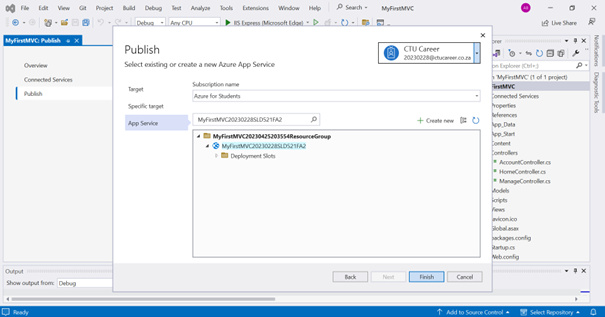 File Edit View Git Project Build Debug Test Analyze Tools Extensions Window Help Search MyFirstMVC
Debug Any CPU IIS Express (Microsoft Edge) Live Share
MyFirstMVC: Publish
Overview
Connected Services
Publish
Publish
Select existing or create a new Azure App Service
CTU Career
20230228@ctucareer.co.za
Target
Specific target
App Service
Subscription name
Azure for Students
MyFirstMVC20230228SLD521FA2
Create new
MyFirstMVC20230425203554ResourceGroup
MyFirstMVC20230228SLD521FA2
Deployment Slots
Back Next Finish Cancel
Explorer (Ctrl+;)
'MyFirstMVC' (1 of 1 project)
FirstMVC
Connected Services
Properties
References
App_Data
App_Start
Content
Controllers
AccountController.cs
HomeController.cs
ManageController.cs
Models
Scripts
Views
favicon.ico
Global.asax
packages.config
Startup.cs
Web.config
Notifications
Diagnostic Tools
Output
Show output from: Debug
Ready Add to Source Control Select Repository